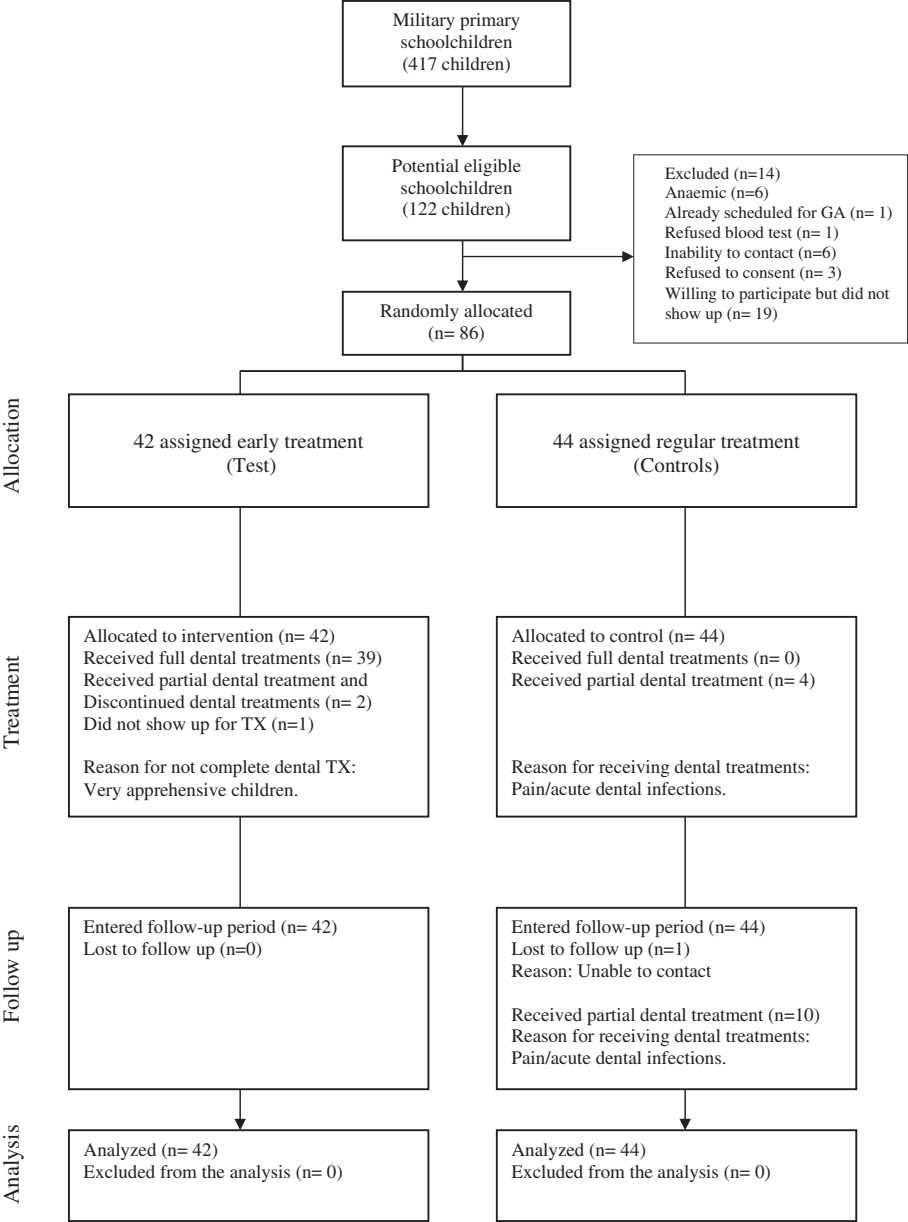 Military primary
schoolchildren
(417 children)
Potential eligible
schoolchildren
(122 children)
Excluded (n=14)
Anaemic (n=6)
Already scheduled for GA (n= 1)
Refused blood test (n= 1)
Inability to contact (n=6)
Refused to consent (n= 3)
Willing to participate but did not
show up (n= 19)
Randomly allocated
(n= 86)
Allocation
42 assigned early treatment
(Test)
44 assigned regular treatment
(Controls)
Treatment
Allocated to intervention (n= 42)
Received full dental treatments (n= 39)
Received partial dental treatment and
Discontinued dental treatments (n= 2)
Did not show up for TX (n=1)
Reason for not complete dental TX:
Very apprehensive children.
Allocated to control (n= 44)
Received full dental treatments (n= 0)
Received partial dental treatment (n= 4)
Reason for receiving dental treatments:
Pain/acute dental infections.
Follow up
Entered follow-up period (n= 42)
Lost to follow up (n=0)
Entered follow-up period (n= 44)
Lost to follow up (n=1)
Reason: Unable to contact
Received partial dental treatment (n=10)
Reason for receiving dental treatments:
Pain/acute dental infections.
Analysis
Analyzed (n= 42)
Excluded from the analysis (n= 0)
Analyzed (n= 44)
Excluded from the analysis (n= 0)